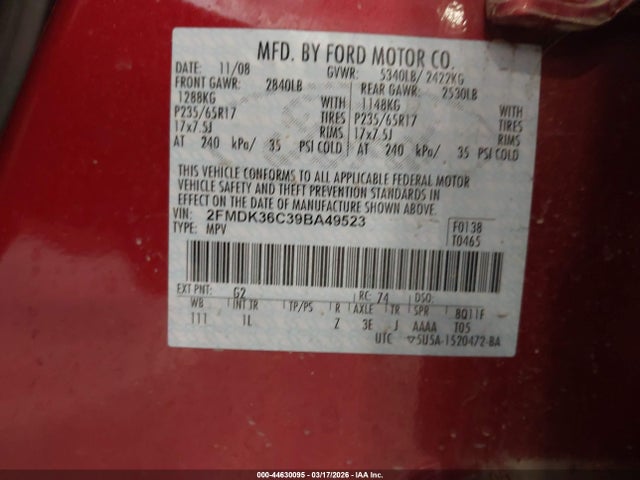 MFD. BY FORD MOTOR CO.
DATE: 11/08 GVWR: 5340LB/ 2422KG
FRONT GAWR: 2840LB REAR GAWR: 2530LB
1288KG WITH 1148KG WITH
P235/65R17 TIRES P235/65R17 TIRES
17x7.5J RIMS 17x7.5J RIMS
AT 240 kPa/ 35 PSI COLD AT 240 kPa/ 35 PSI COLD
THIS VEHICLE CONFORMS TO ALL APPLICABLE FEDERAL MOTOR
VEHICLE SAFETY AND THEFT PREVENTION STANDARDS IN
EFFECT ON THE DATE OF MANUFACTURE SHOWN ABOVE.
VIN: 2FMDK36C39BA49523 F0138
TYPE: MPV T0465
EXT PNT: G2 RC: 74 DSO:
WB INT TR TP/PS R AXLE TR SPR BQ11F
111 1L Z 3E J AAAA T05
UTC ▽5U5A-1520472-BA
000-44630095 - 03/17/2026 - IAAI, Inc.